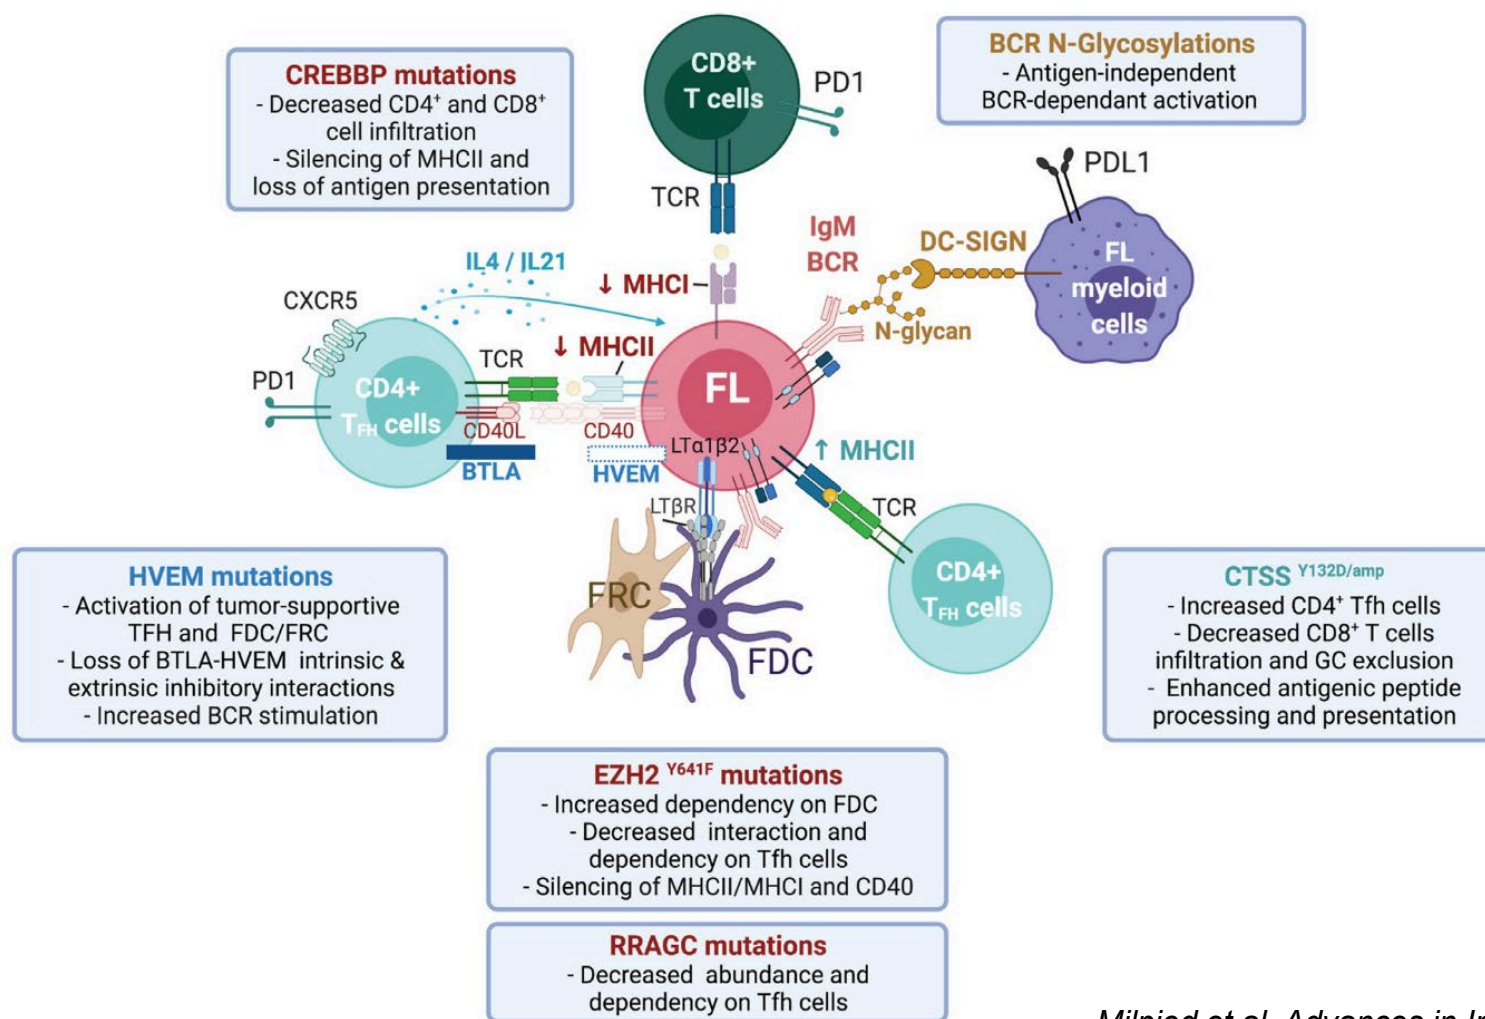 CREBBP mutations
- Decreased CD4⁺ and CD8⁺
cell infiltration
- Silencing of MHCII and
loss of antigen presentation
CD8+
T cells
PD1
TCR
BCR N-Glycosylations
- Antigen-independent
BCR-dependant activation
PDL1
IgM
BCR
DC-SIGN
FL
myeloid
cells
N-glycan
IL4 / IL21
↓ MHCI
CXCR5
↓ MHCII
TCR
PD1
CD4+
TFH cells
CD40L
CD40
BTLA
HVEM
FL
LTα1β2
LTβR
↑ MHCII
TCR
FRC
FDC
CD4+
TFH cells
HVEM mutations
- Activation of tumor-supportive
TFH and FDC/FRC
- Loss of BTLA-HVEM intrinsic &
extrinsic inhibitory interactions
- Increased BCR stimulation
CTSS Y132D/amp
- Increased CD4⁺ Tfh cells
- Decreased CD8⁺ T cells
infiltration and GC exclusion
- Enhanced antigenic peptide
processing and presentation
EZH2 Y641F mutations
- Increased dependency on FDC
- Decreased interaction and
dependency on Tfh cells
- Silencing of MHCII/MHCI and CD40
RRAGC mutations
- Decreased abundance and
dependency on Tfh cells